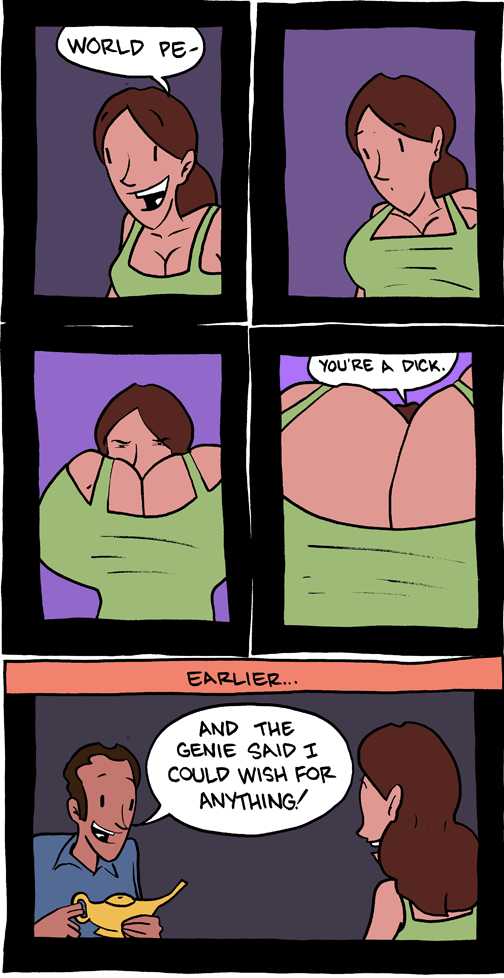 WORLD PE-
YOU'RE A DICK.
EARLIER...
AND THE
GENIE SAID I
COULD WISH FOR
ANYTHING!